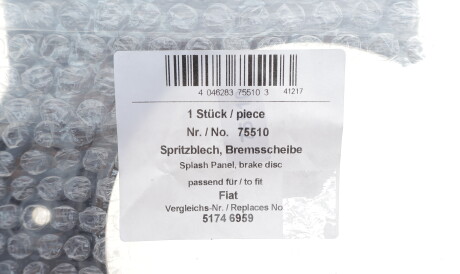 4 046283 75510 3 41217
1 Stück / piece
Nr. / No. 75510
Spritzblech, Bremsscheibe
Splash Panel, brake disc
passend für / to fit
Fiat
Vergleichs-Nr. / Replaces No
5174 6959